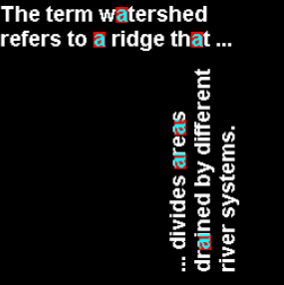 The term watershed
refers to a ridge that ...
... divides areas
drained by different
river systems.